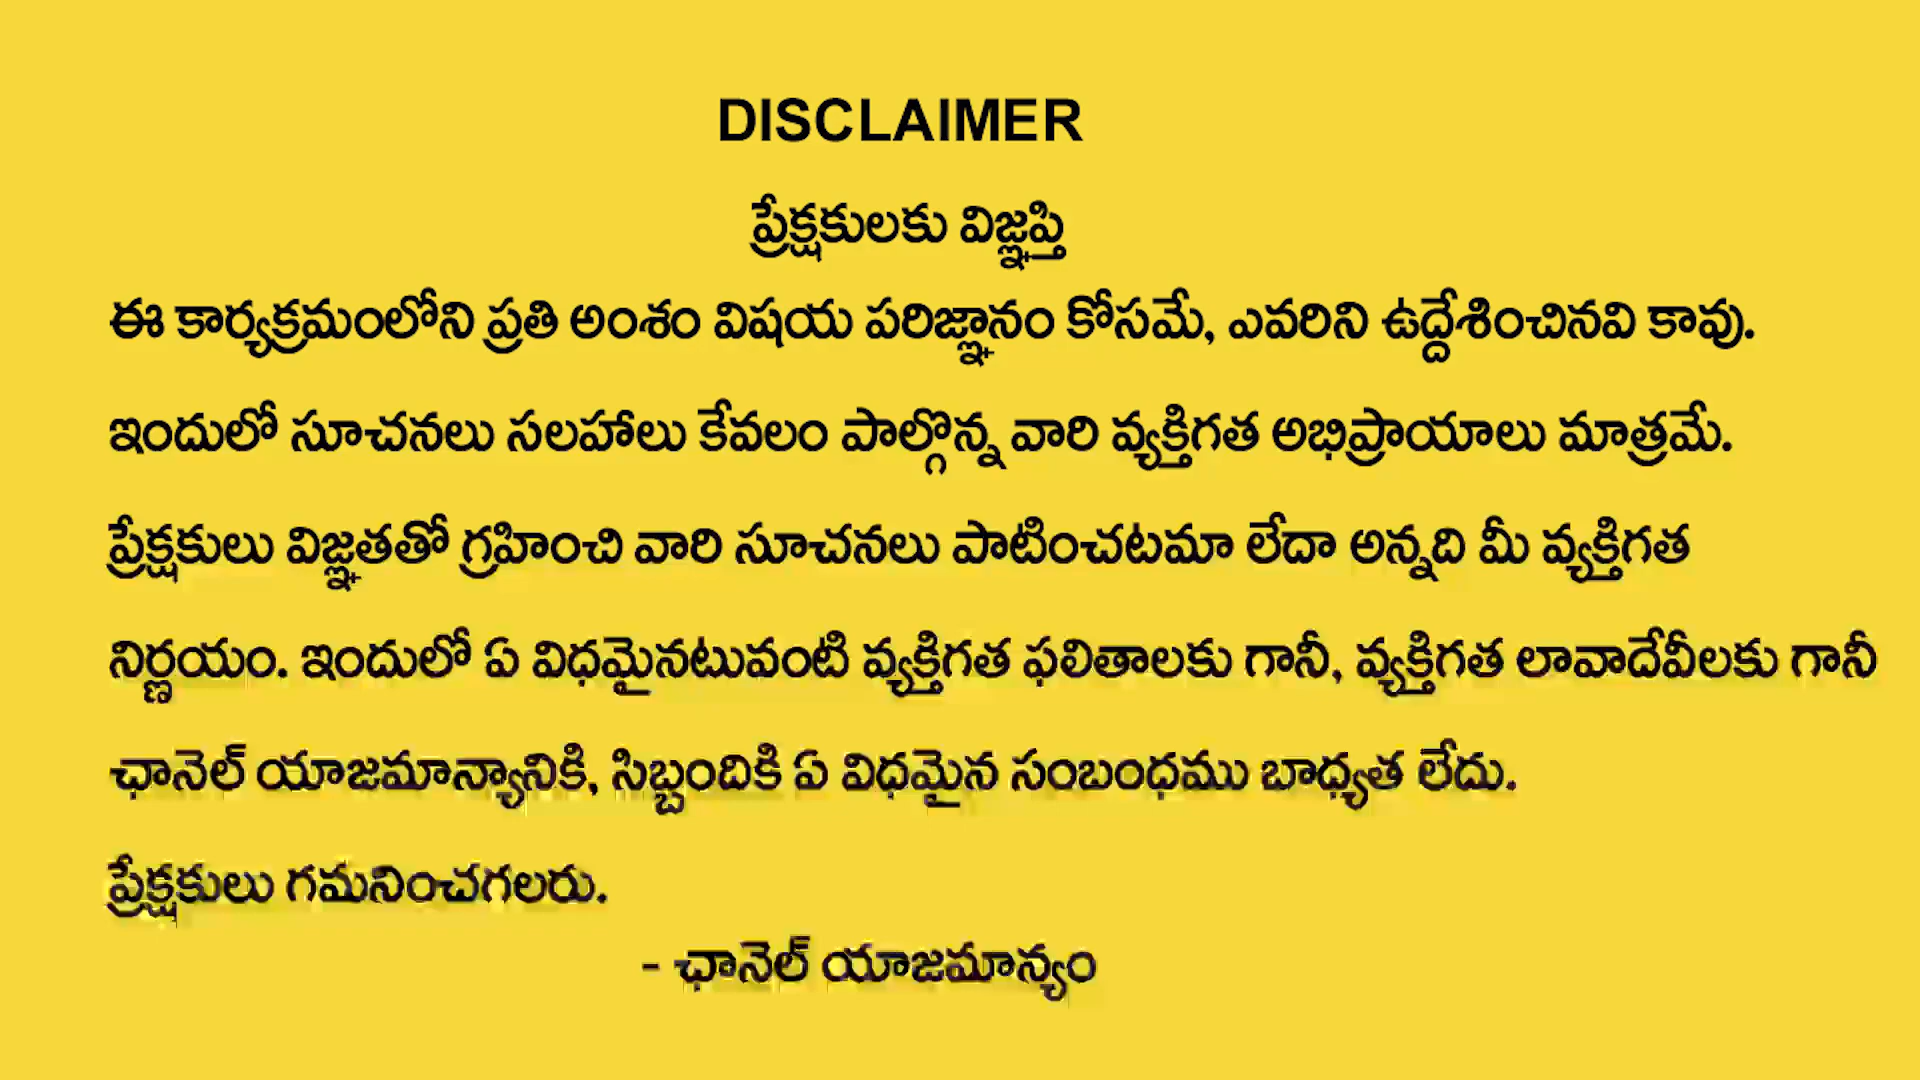 DISCLAIMER
ప్రేక్షకులకు విజ్ఞప్తి
ఈ కార్యక్రమంలోని ప్రతి అంశం విషయ పరిజ్ఞానం కోసమే, ఎవరిని ఉద్దేశించినవి కావు.
ఇందులో సూచనలు సలహాలు కేవలం పాల్గొన్న వారి వ్యక్తిగత అభిప్రాయాలు మాత్రమే.
ప్రేక్షకులు విజ్ఞతతో గ్రహించి వారి సూచనలు పాటించటమా లేదా అన్నది మీ వ్యక్తిగత
నిర్ణయం. ఇందులో ఏ విధమైనటువంటి వ్యక్తిగత ఫలితాలకు గానీ, వ్యక్తిగత లావాదేవీలకు గానీ
ఛానెల్ యాజమాన్యానికి, సిబ్బందికి ఏ విధమైన సంబంధము బాధ్యత లేదు.
ప్రేక్షకులు గమనించగలరు.
- ఛానెల్ యాజమాన్యం